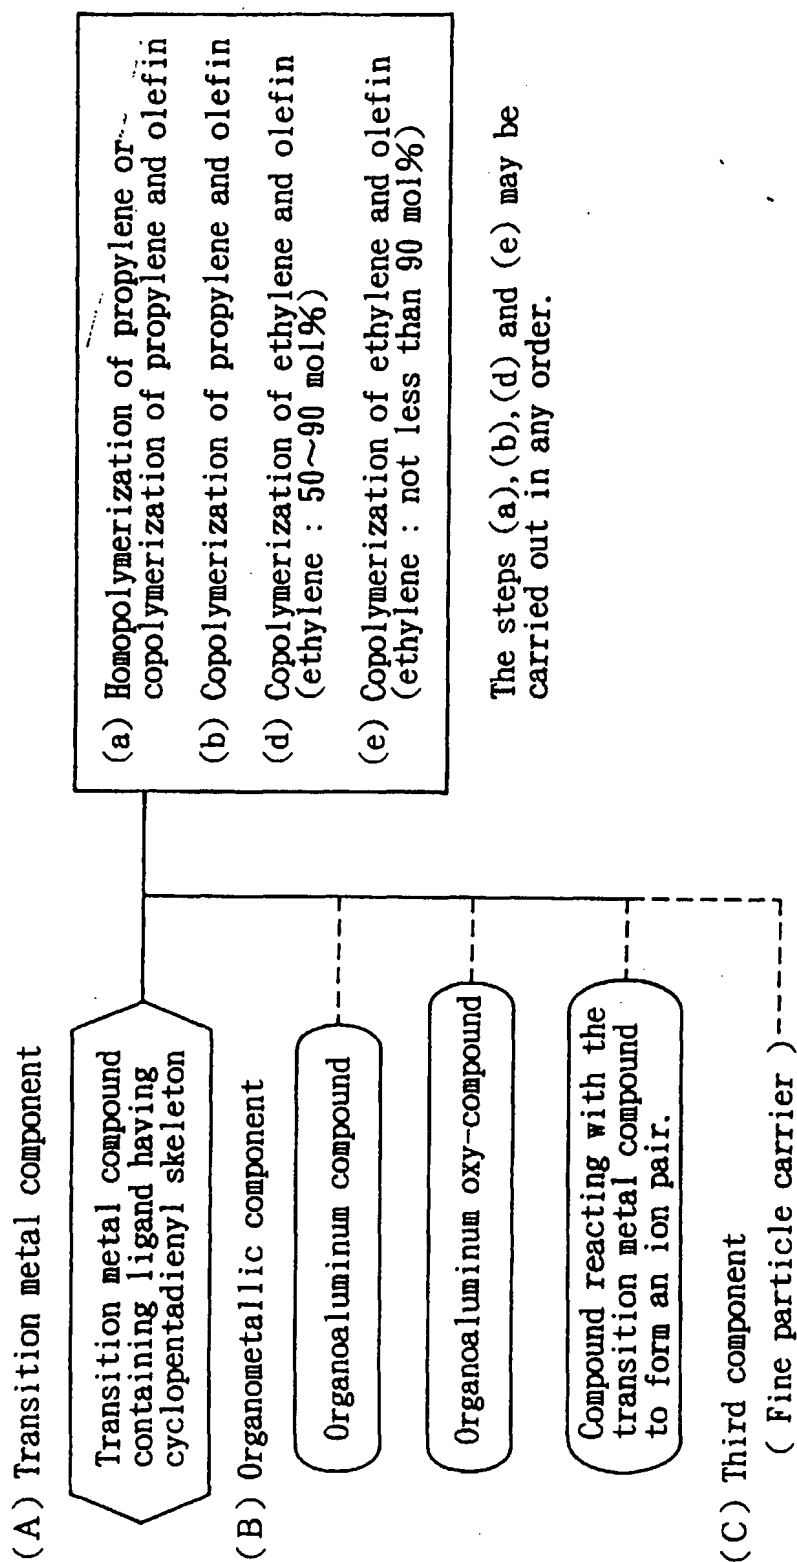 (A) Transition metal component
Transition metal compound
containing ligand having
cyclopentadienyl skeleton
(B) Organometallic component
Organoaluminum compound
Organoaluminum oxy-compound
Compound reacting with the
transition metal compound
to form an ion pair.
(C) Third component
( Fine particle carrier )
(a) Homopolymerization of propylene or
copolymerization of propylene and olefin
(b) Copolymerization of propylene and olefin
(d) Copolymerization of ethylene and olefin
(ethylene : 50~90 mol%)
(e) Copolymerization of ethylene and olefin
(ethylene : not less than 90 mol%)
The steps (a),(b),(d) and (e) may be
carried out in any order.